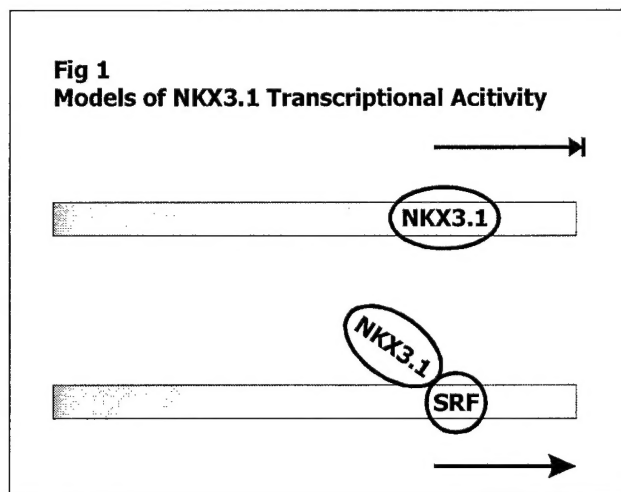 Fig 1
Models of NKX3.1 Transcriptional Acitivity
NKX3.1
NKX3.1
SRF